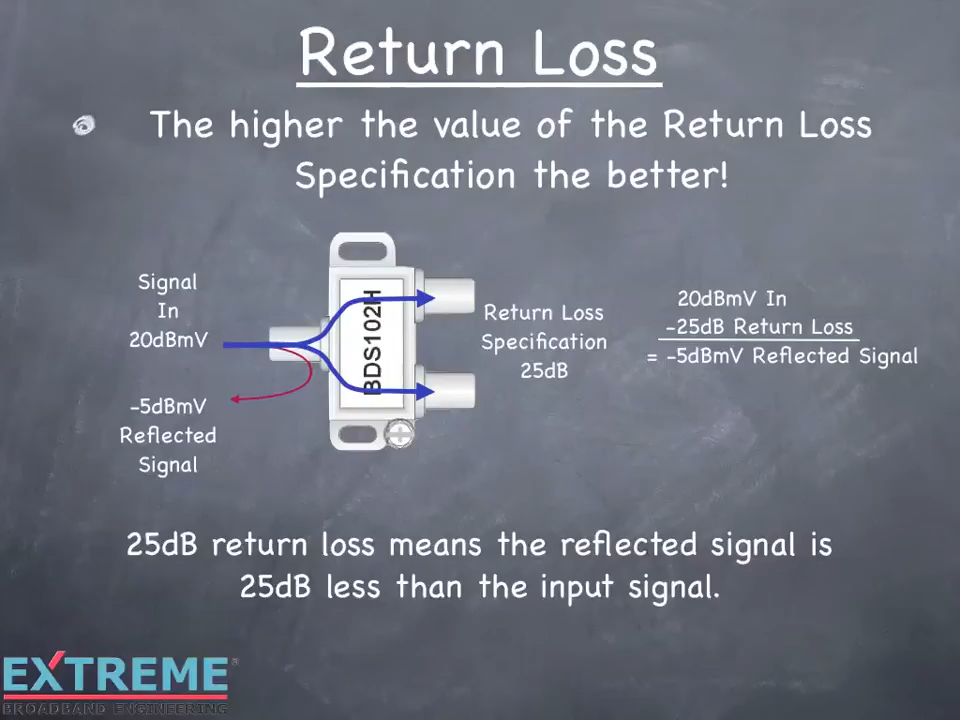 Return Loss
The higher the value of the Return Loss
Specification the better!
Signal
In
20dBmV
-5dBmV
Reflected
Signal
BDS102H
Return Loss
Specification
25dB
20dBmV In
-25dB Return Loss
= -5dBmV Reflected Signal
25dB return loss means the reflected signal is
25dB less than the input signal.
EXTREME®
BROADBAND ENGINEERING